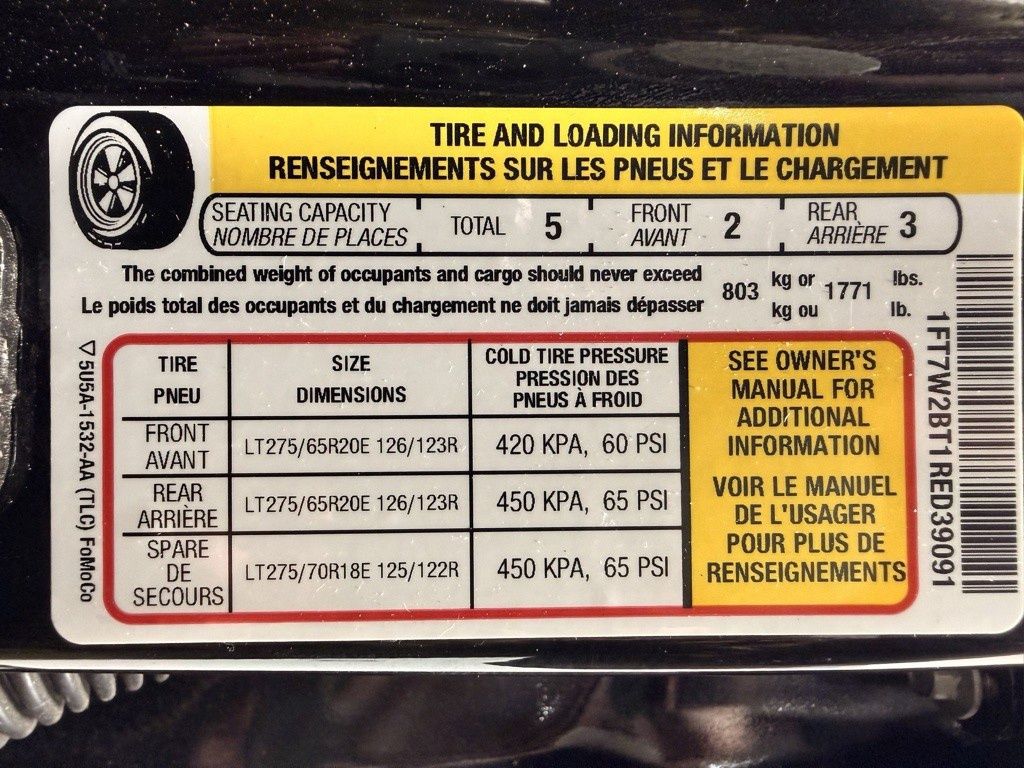 TIRE AND LOADING INFORMATION
RENSEIGNEMENTS SUR LES PNEUS ET LE CHARGEMENT
SEATING CAPACITY
NOMBRE DE PLACES
TOTAL 5
FRONT
AVANT 2
REAR
ARRIÈRE 3
The combined weight of occupants and cargo should never exceed
Le poids total des occupants et du chargement ne doit jamais dépasser
803 kg or 1771 lbs.
kg ou lb.
TIRE
PNEU
SIZE
DIMENSIONS
COLD TIRE PRESSURE
PRESSION DES
PNEUS À FROID
FRONT
AVANT
LT275/65R20E 126/123R
420 KPA, 60 PSI
REAR
ARRIÈRE
LT275/65R20E 126/123R
450 KPA, 65 PSI
SPARE
DE
SECOURS
LT275/70R18E 125/122R
450 KPA, 65 PSI
SEE OWNER'S
MANUAL FOR
ADDITIONAL
INFORMATION
VOIR LE MANUEL
DE L'USAGER
POUR PLUS DE
RENSEIGNEMENTS
▽5U5A-1532-AA (TLC) FoMoCo
1FT7W2BT1RED39091